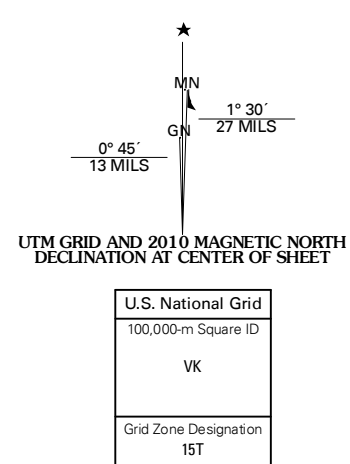 MN
1° 30´
27 MILS
GN
0° 45´
13 MILS
UTM GRID AND 2010 MAGNETIC NORTH
DECLINATION AT CENTER OF SHEET
U.S. National Grid
100,000-m Square ID
VK
Grid Zone Designation
15T